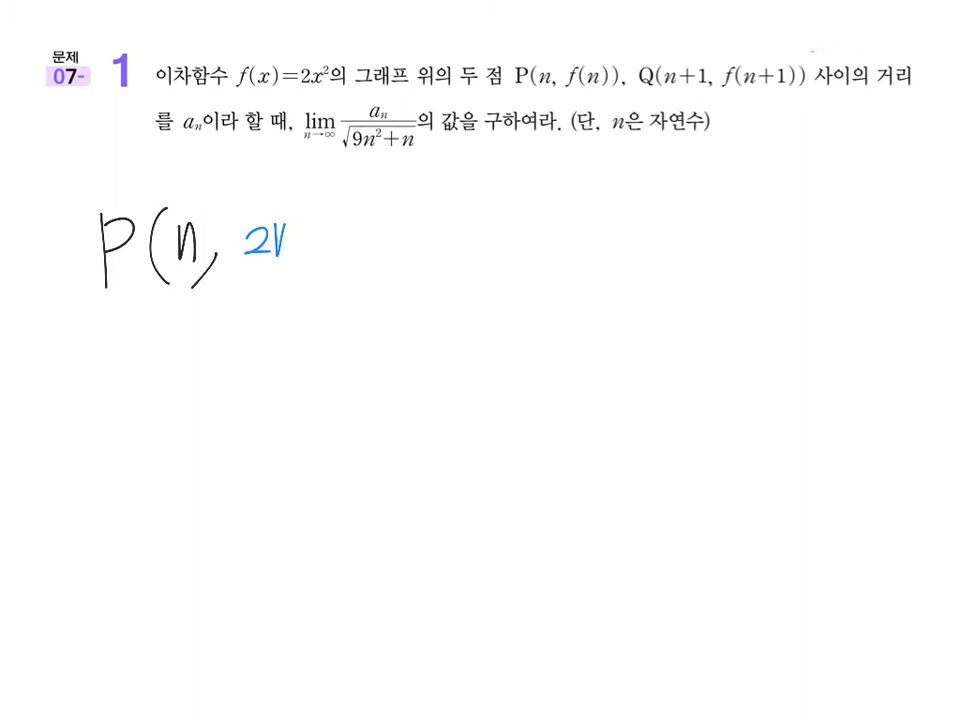 문제
07- 1 이차함수 f(x)=2x²의 그래프 위의 두 점 P(n, f(n)), Q(n+1, f(n+1)) 사이의 거리
를 aₙ이라 할 때, lim_{n→∞} aₙ/√(9n²+n)의 값을 구하여라. (단, n은 자연수)
P(n, 2